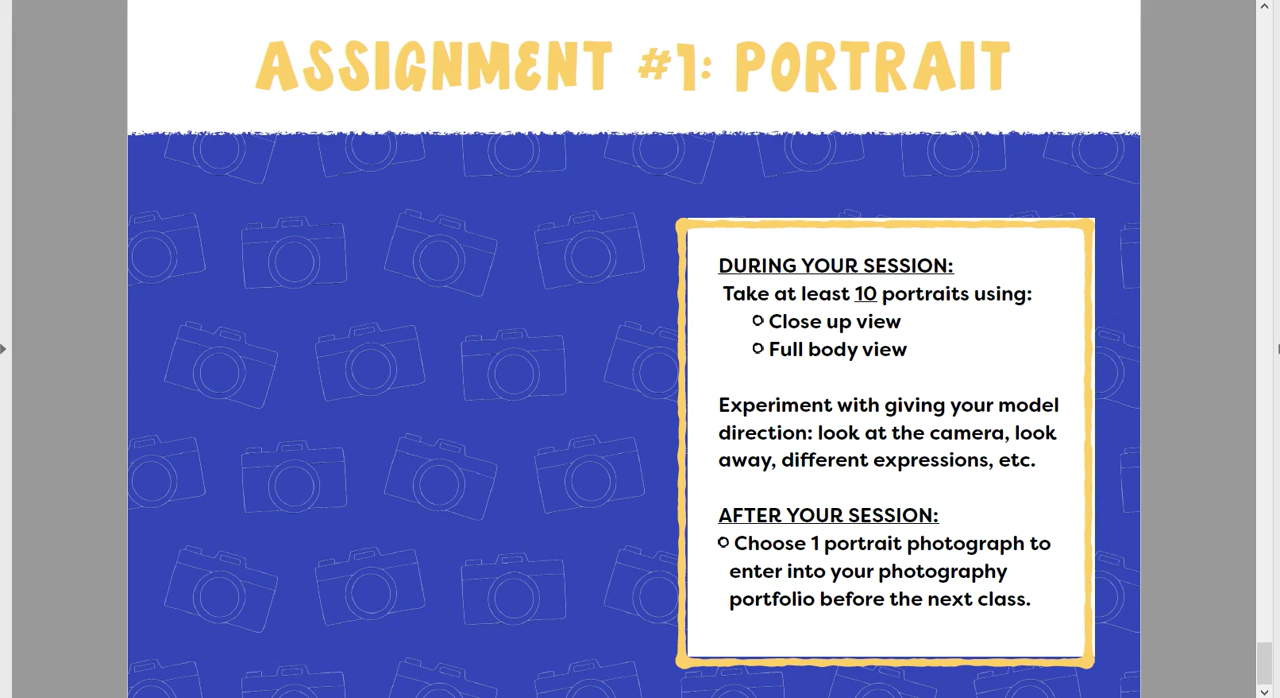 ASSIGNMENT #1: PORTRAIT
DURING YOUR SESSION:
Take at least 10 portraits using:
Close up view
Full body view
Experiment with giving your model
direction: look at the camera, look
away, different expressions, etc.
AFTER YOUR SESSION:
Choose 1 portrait photograph to
enter into your photography
portfolio before the next class.